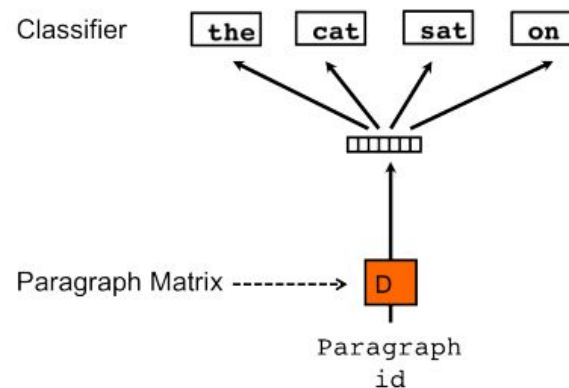 Classifier the cat sat on
Paragraph Matrix D
Paragraph
id